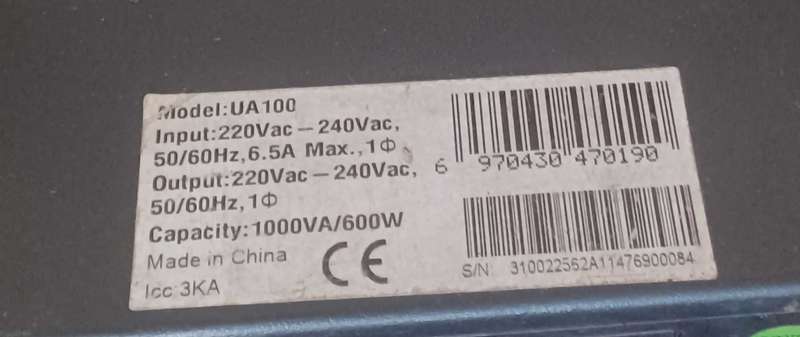 Model:UA100
Input:220Vac－240Vac,
50/60Hz,6.5A Max.,1Φ
Output:220Vac－240Vac,
50/60Hz,1Φ
Capacity:1000VA/600W
Made in China
Icc:3KA
CE
6 970430 470190
S/N: 310022552A11476900084